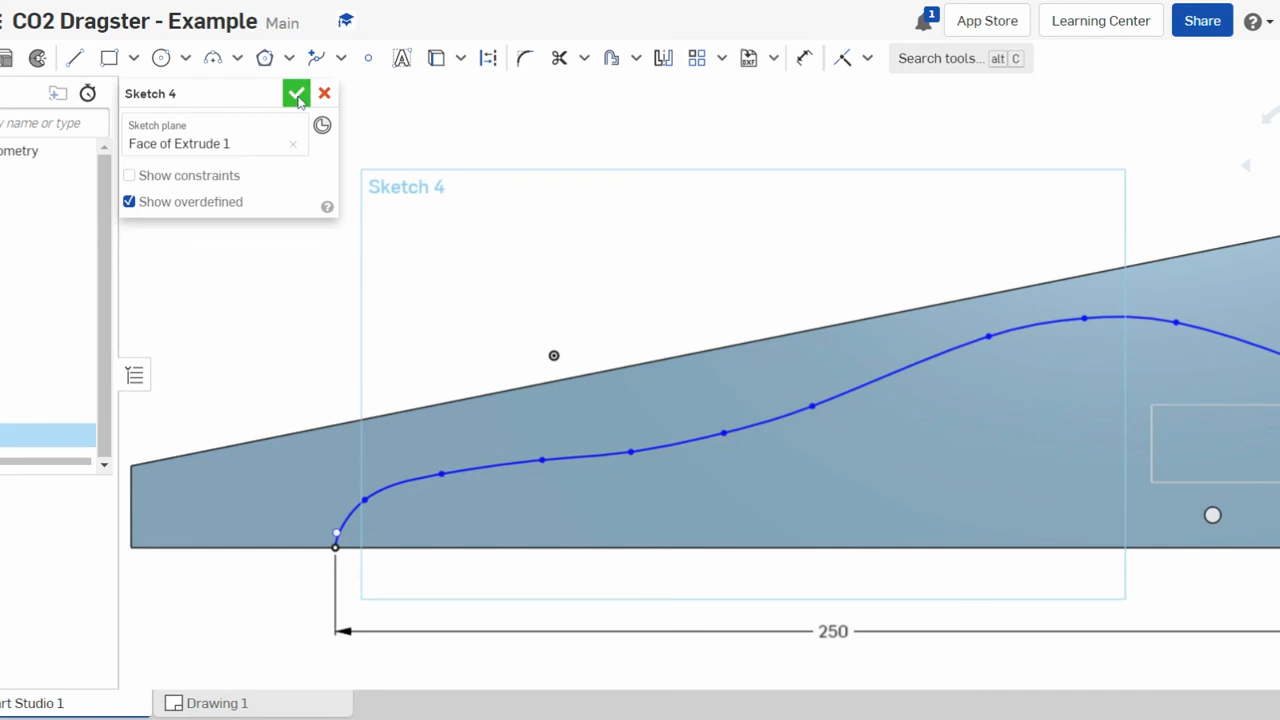 CO2 Dragster - Example Main
1
App Store
Learning Center
Share
Search tools... alt C
Sketch 4
name or type
Sketch plane
Face of Extrude 1
ometry
Show constraints
Show overdefined
Sketch 4
250
rt Studio 1
Drawing 1